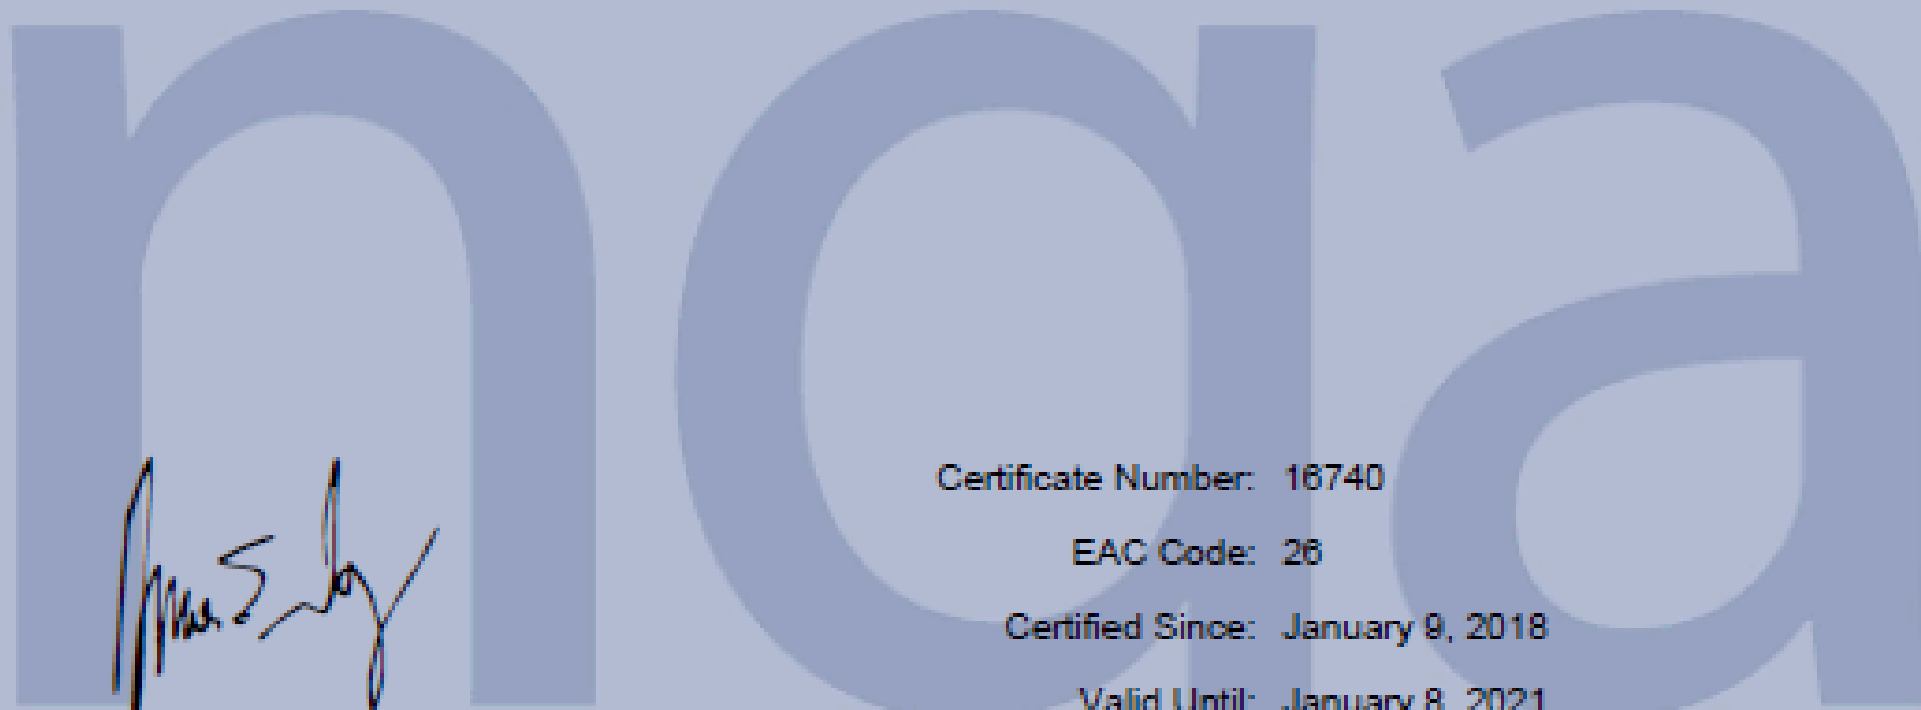 nqa
Certificate Number: 16740
EAC Code: 26
Certified Since: January 9, 2018
Valid Until: January 8, 2021